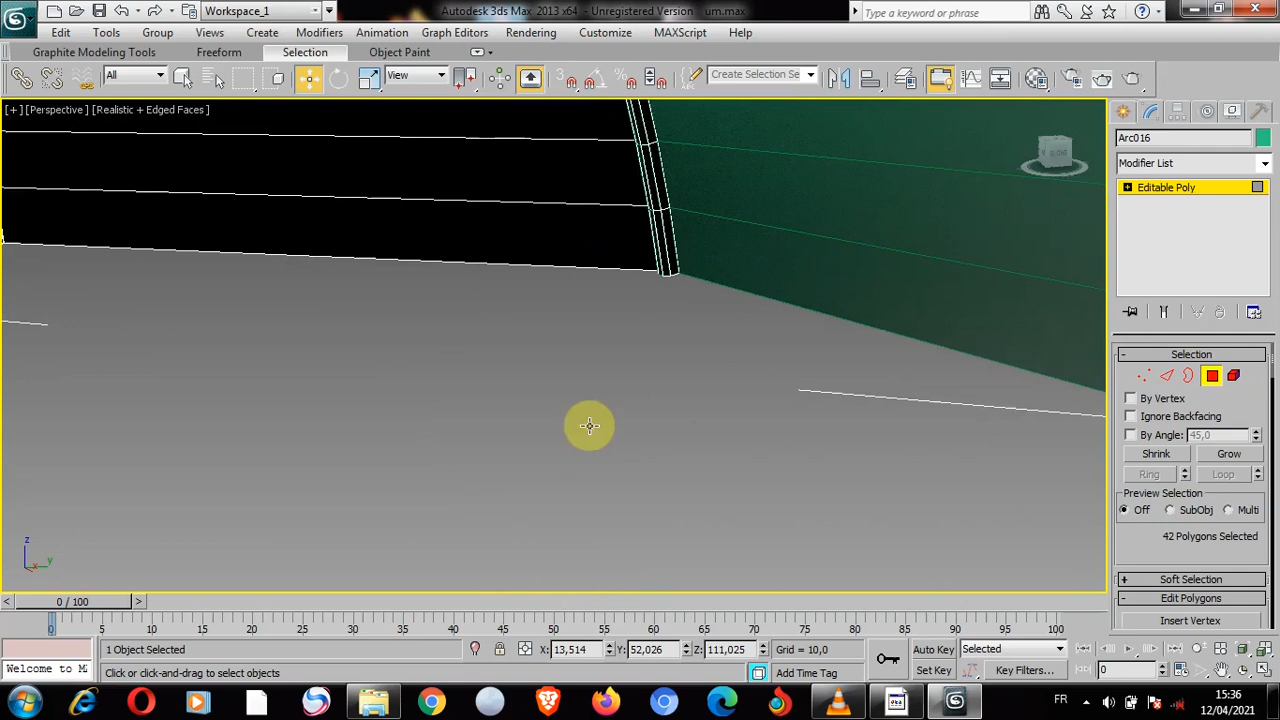 Workspace_1
Autodesk 3ds Max 2013 x64 - Unregistered Version um.max
Type a keyword or phrase
Edit Tools Group Views Create Modifiers Animation Graph Editors Rendering Customize MAXScript Help
Graphite Modeling Tools Freeform Selection Object Paint
All View 3 Create Selection Se
[+] [Perspective] [Realistic + Edged Faces]
Arc016
Modifier List
Editable Poly
Selection
By Vertex
Ignore Backfacing
By Angle: 45,0
Shrink Grow
Ring Loop
Preview Selection
Off SubObj Multi
42 Polygons Selected
z
x y
Soft Selection
Edit Polygons
Insert Vertex
< 0 / 100 >
0 5 10 15 20 25 30 35 40 45 50 55 60 65 70 75 80 85 90 95 100
1 Object Selected X: 13,514 Y: 52,026 Z: 111,025 Grid = 10,0 Auto Key Selected
Welcome to M Click or click-and-drag to select objects Add Time Tag Set Key Key Filters... 0
FR 15:36
12/04/2021